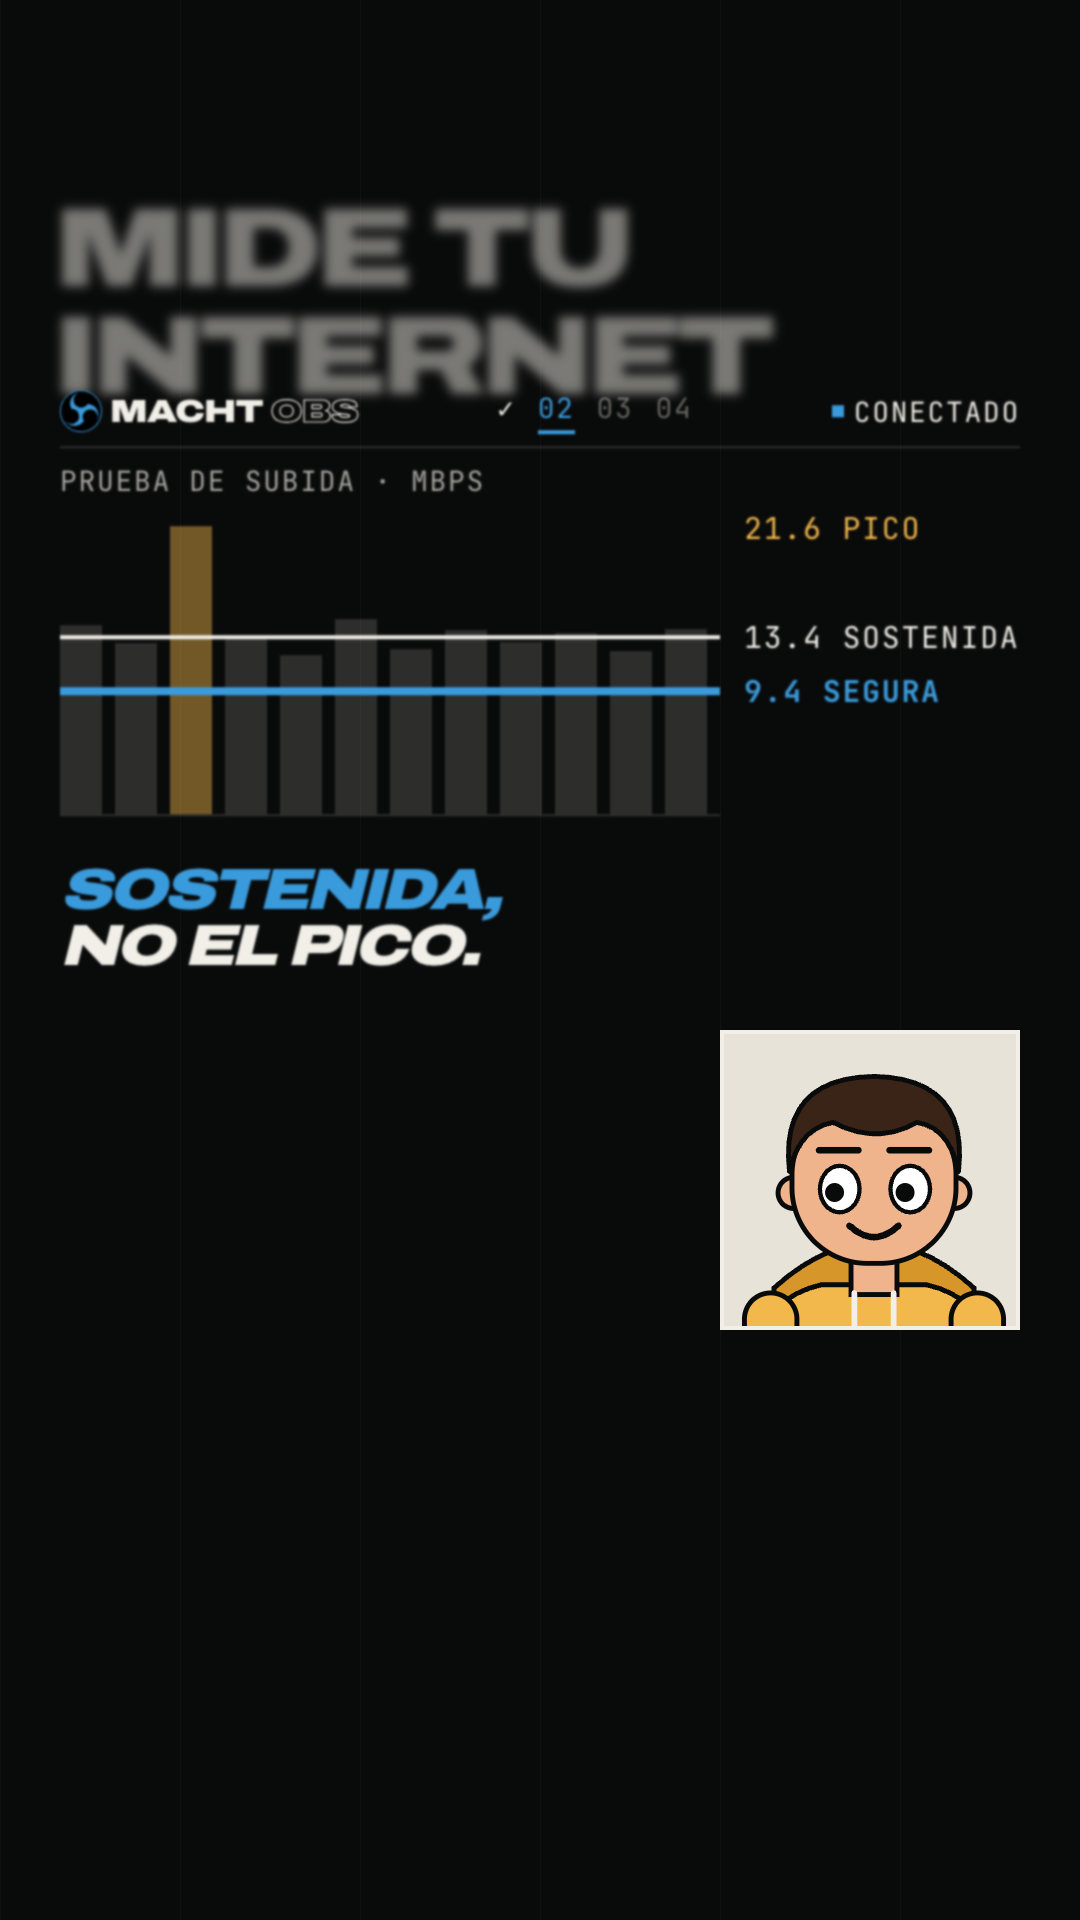 MIDE TU
INTERNET
MACHT OBS
✓ 02 03 04
CONECTADO
PRUEBA DE SUBIDA · MBPS
21.6 PICO
13.4 SOSTENIDA
9.4 SEGURA
SOSTENIDA,
NO EL PICO.